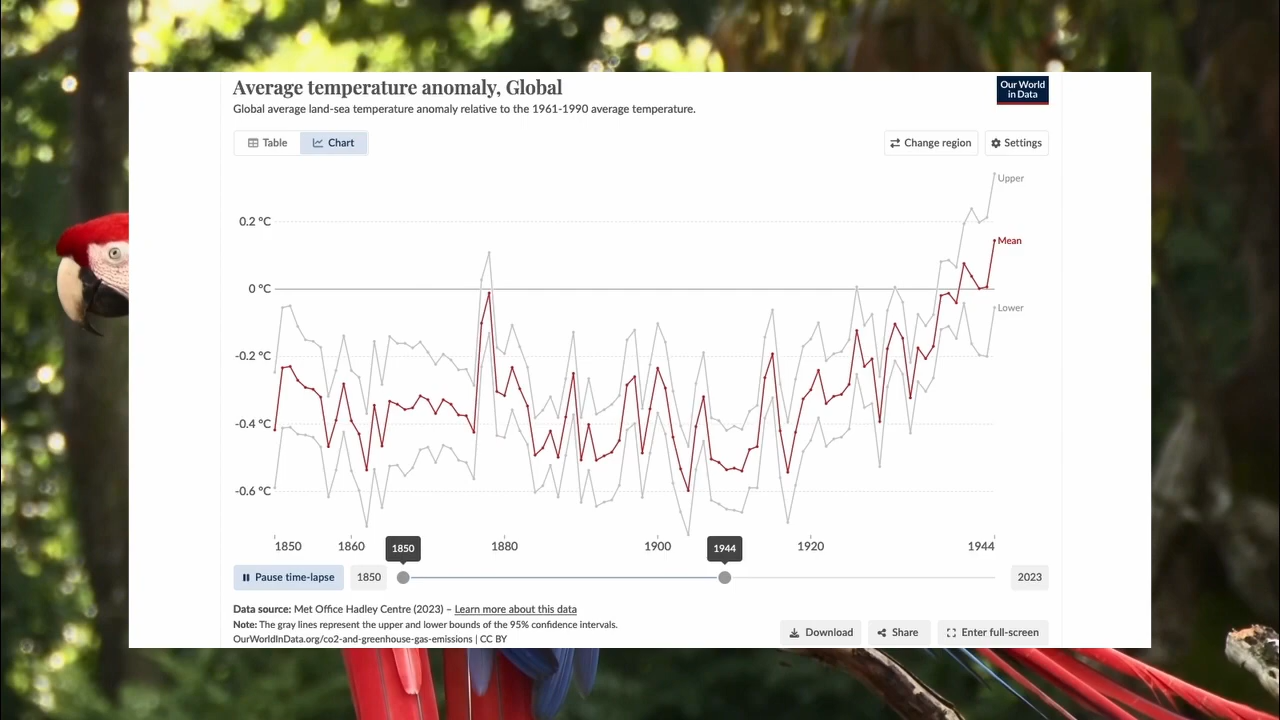 Average temperature anomaly, Global
Our World
in Data
Global average land-sea temperature anomaly relative to the 1961-1990 average temperature.
Table
Chart
Change region
Settings
Upper
0.2 °C
Mean
0 °C
Lower
-0.2 °C
-0.4 °C
-0.6 °C
1850
1860
1880
1900
1920
1944
1850
1944
Pause time-lapse
1850
2023
Data source: Met Office Hadley Centre (2023) – Learn more about this data
Note: The gray lines represent the upper and lower bounds of the 95% confidence intervals.
OurWorldInData.org/co2-and-greenhouse-gas-emissions | CC BY
Download
Share
Enter full-screen